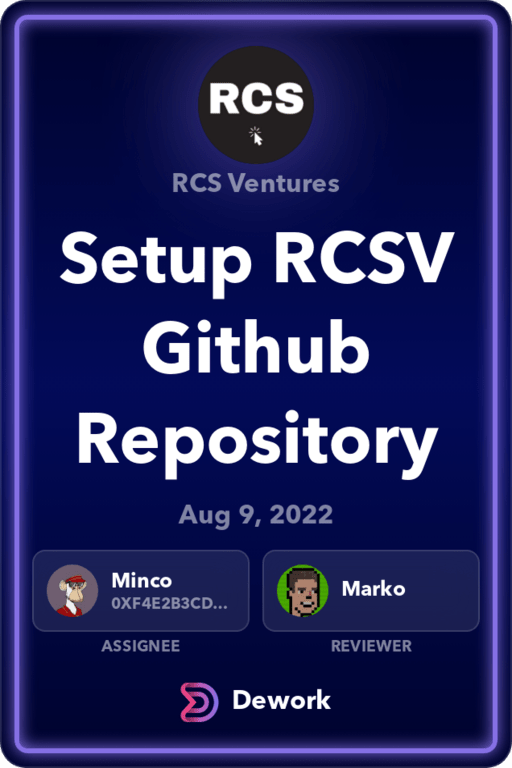 RCS
RCS Ventures
Setup RCSV
Github
Repository
Aug 9, 2022
Minco
0XF4E2B3CD...
Marko
ASSIGNEE
REVIEWER
Dework